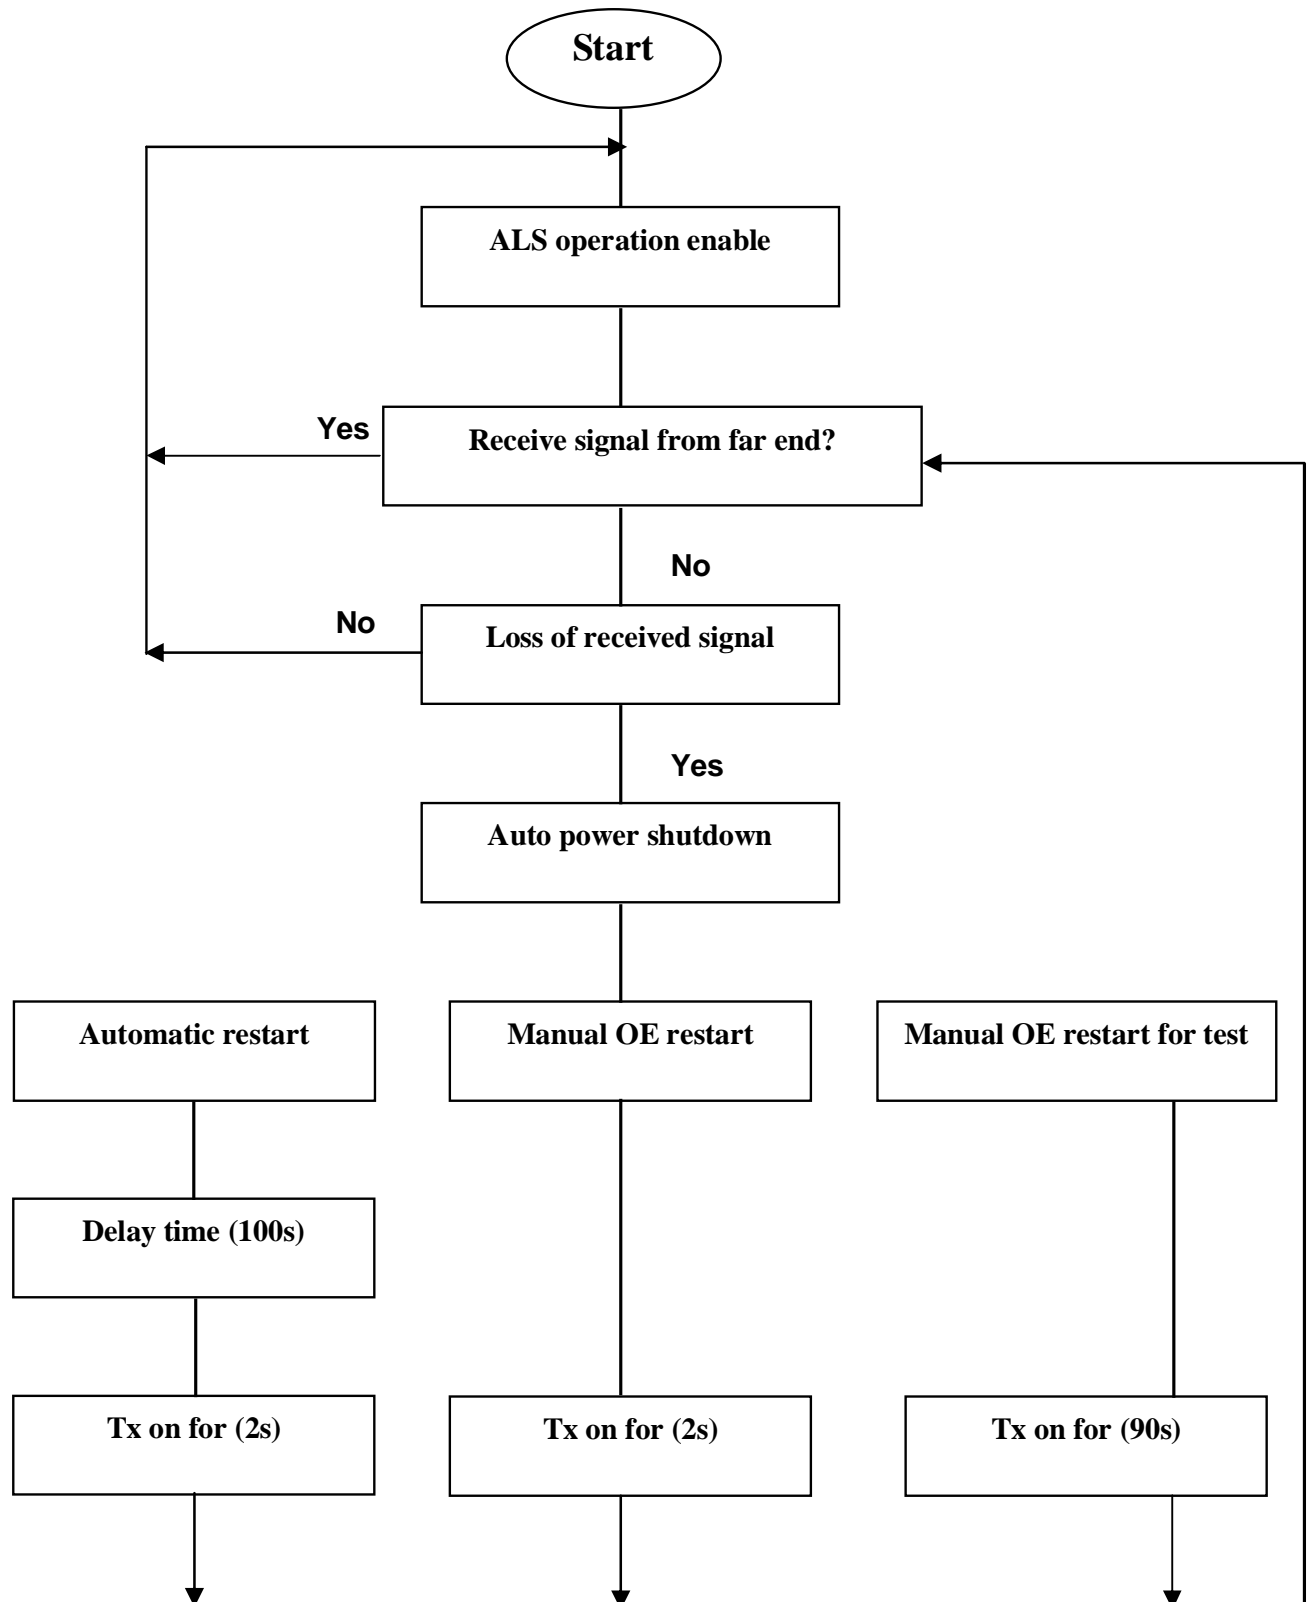 Start
ALS operation enable
Yes
Receive signal from far end?
No
No
Loss of received signal
Yes
Auto power shutdown
Automatic restart
Manual OE restart
Manual OE restart for test
Delay time (100s)
Tx on for (2s)
Tx on for (2s)
Tx on for (90s)